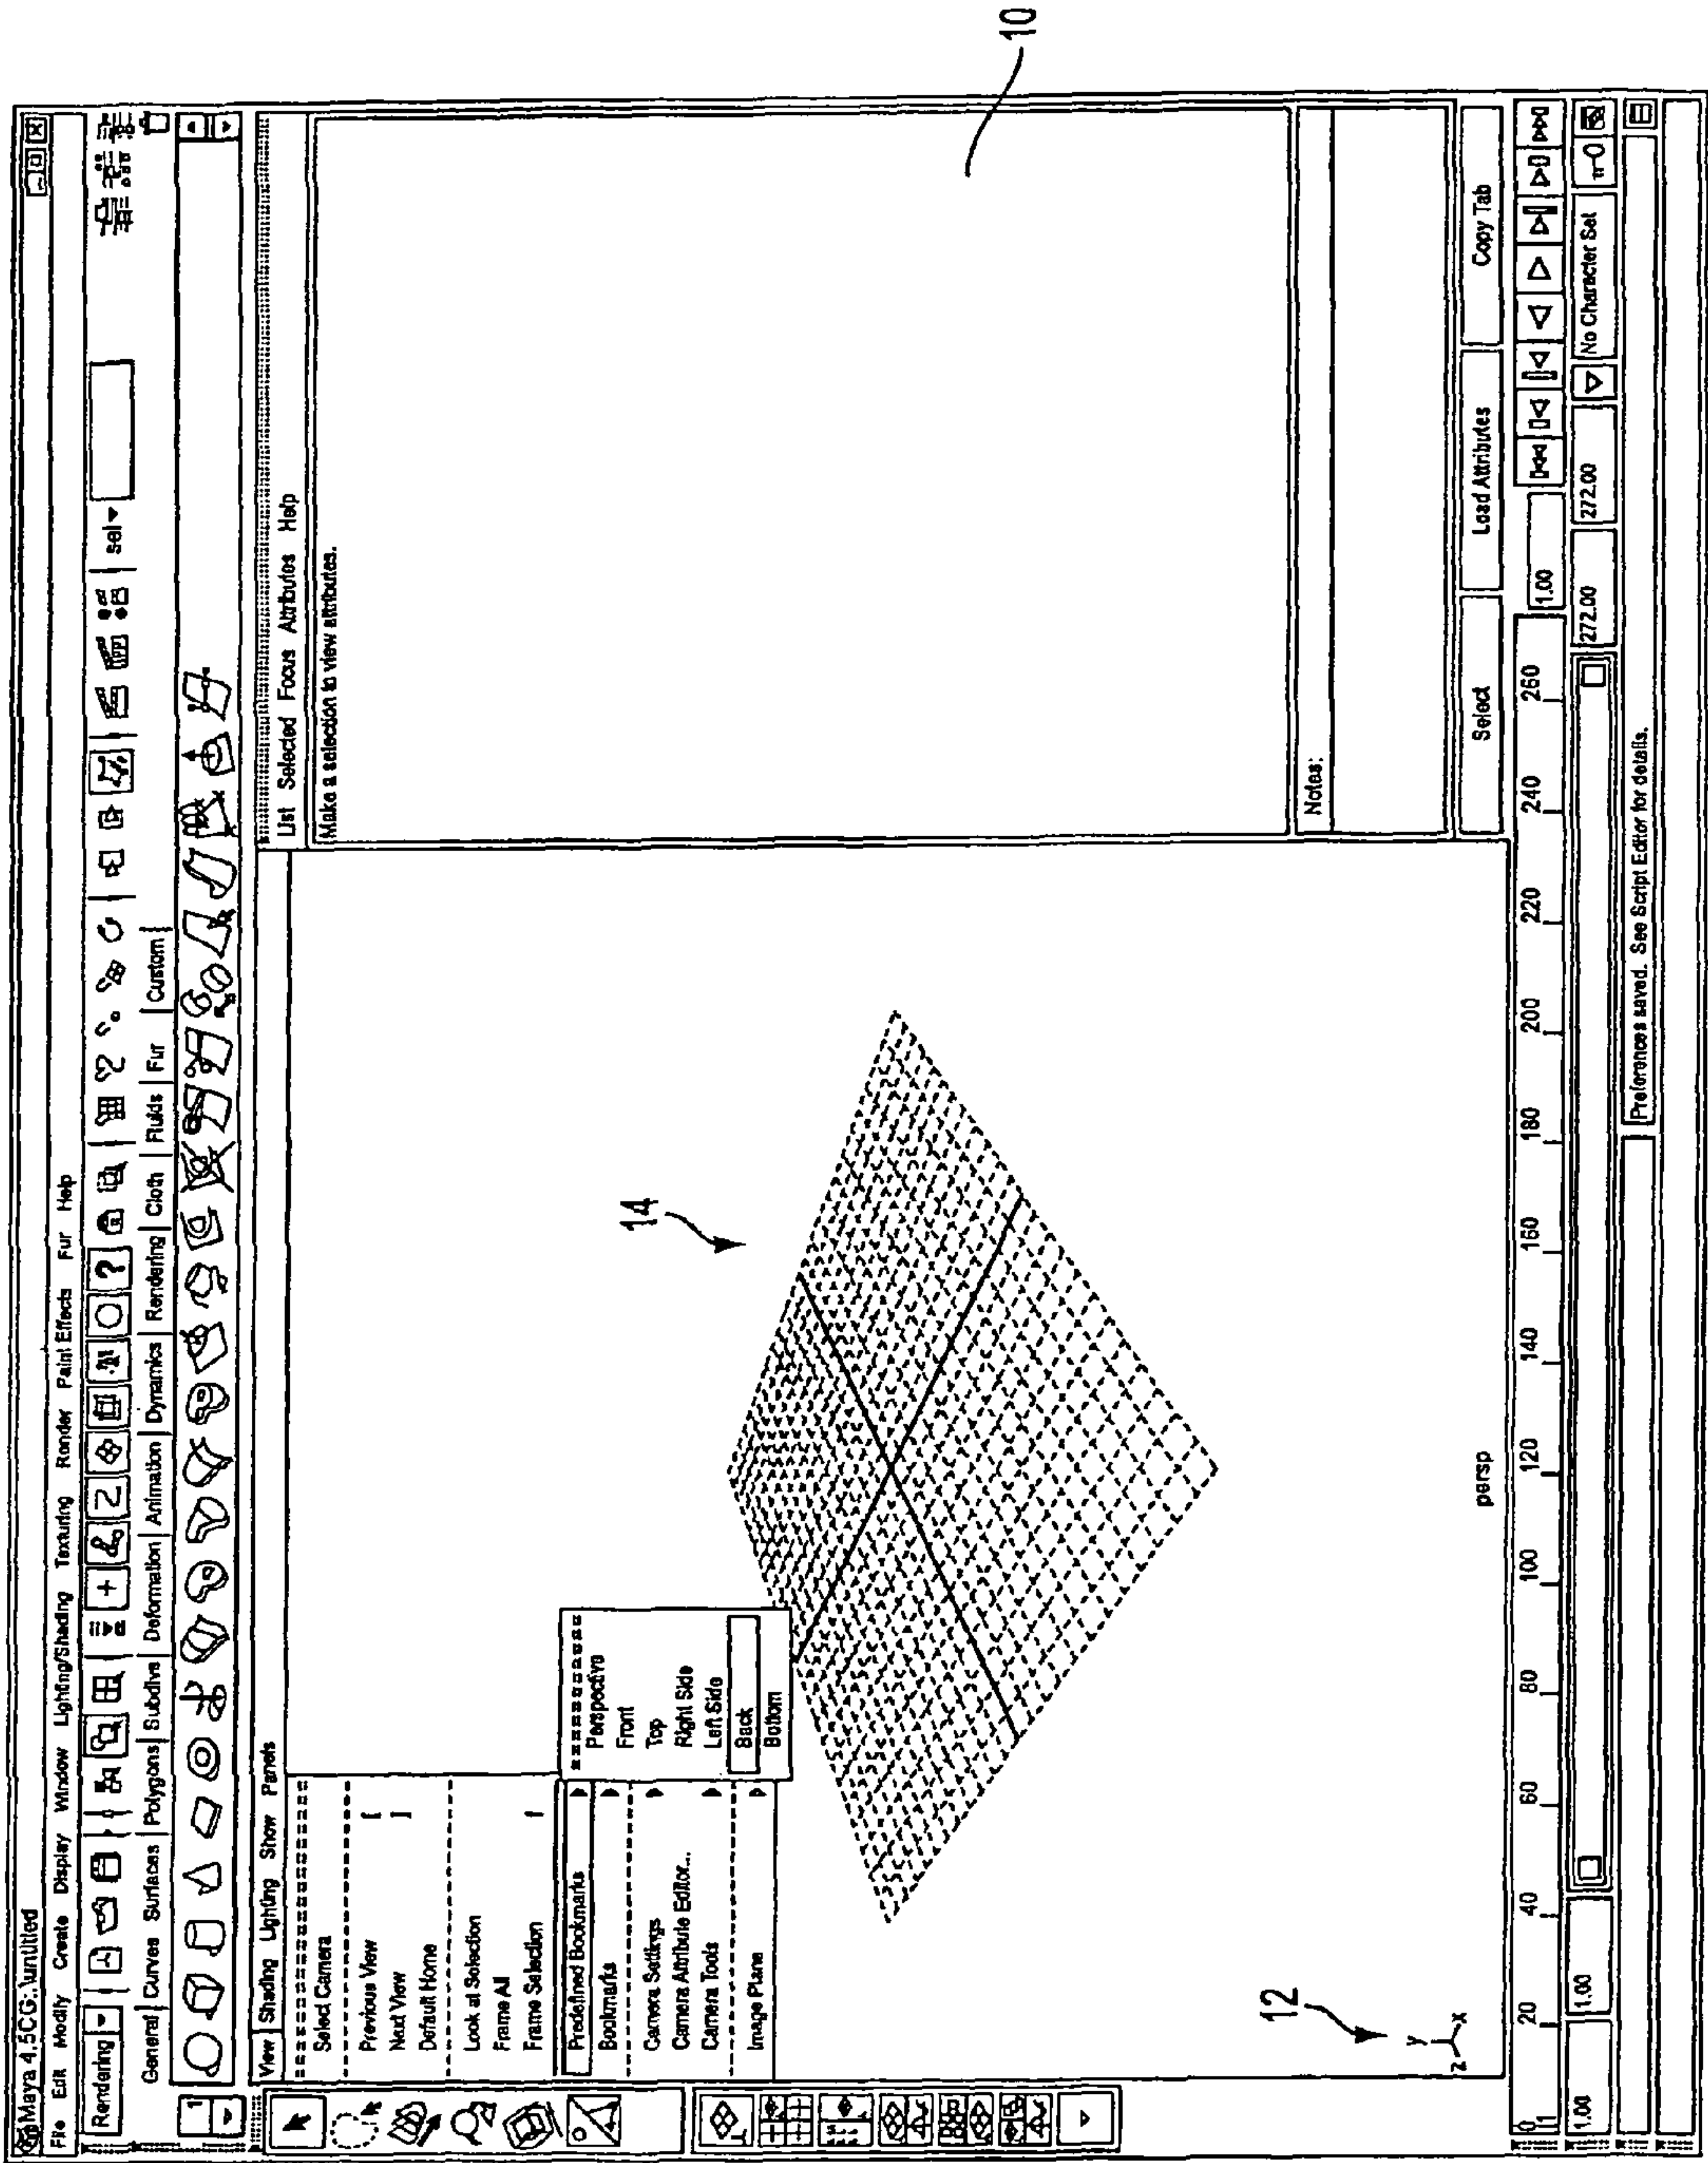 Maya 4.5CG:.\untitled
File Edit Modify Create Display Window Lighting/Shading Texturing Render Paint Effects Fur Help
Rendering
sel
General Curves Surfaces Polygons Subdivs Deformation Animation Dynamics Rendering Cloth Fluids Fur Custom
1
View Shading Lighting Show Panels
Select Camera
Previous View [
Next View ]
Default Home
Look at Selection
Frame All
Frame Selection
Predefined Bookmarks
Bookmarks
Camera Settings
Camera Attribute Editor...
Camera Tools
Image Plane
Perspective
Front
Top
Right Side
Left Side
Back
Bottom
List Selected Focus Attributes Help
Make a selection to view attributes.
Notes:
Select Load Attributes Copy Tab
10
14
12
y
z x
persp
20 40 60 80 100 120 140 160 180 200 220 240 260
1.00
1.00 1.00 272.00 272.00 No Character Set
Preferences saved. See Script Editor for details.